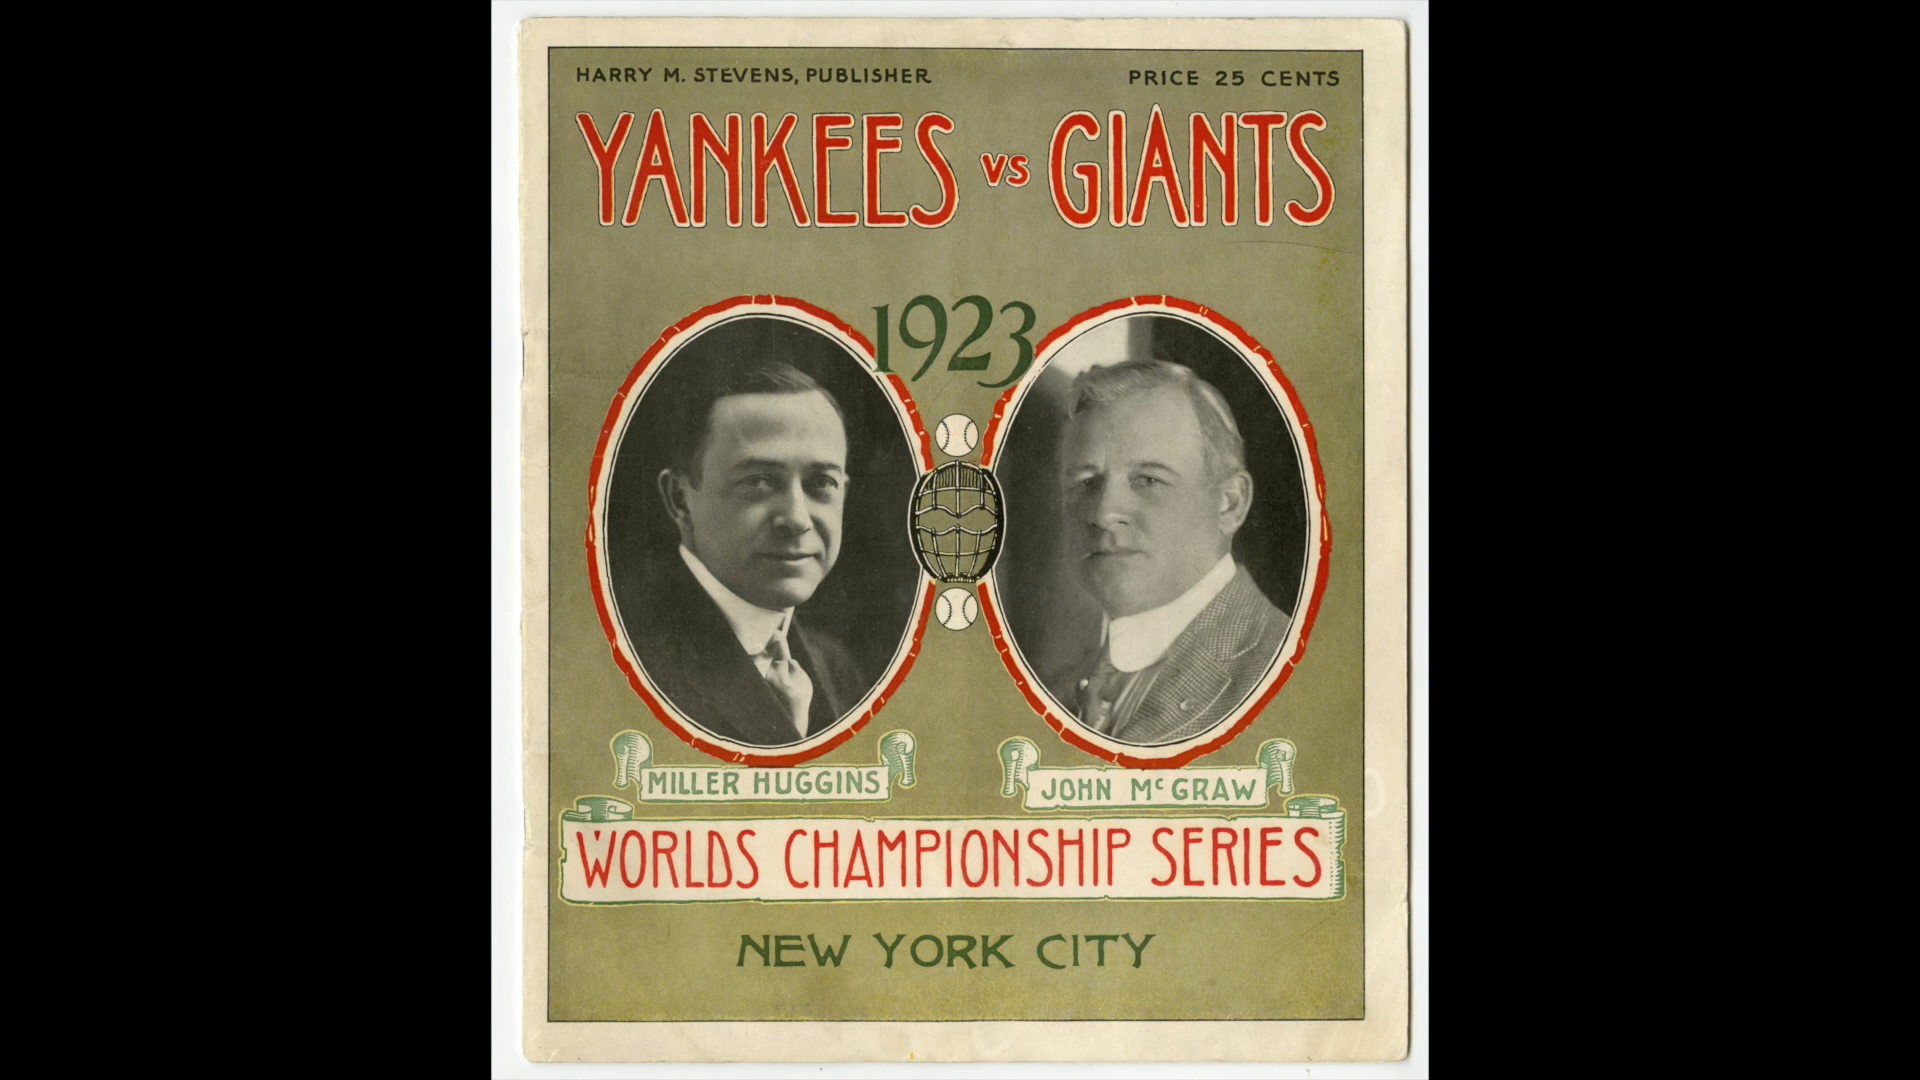 HARRY M. STEVENS, PUBLISHER
PRICE 25 CENTS
YANKEES vs GIANTS
1923
MILLER HUGGINS
JOHN McGRAW
WORLDS CHAMPIONSHIP SERIES
NEW YORK CITY